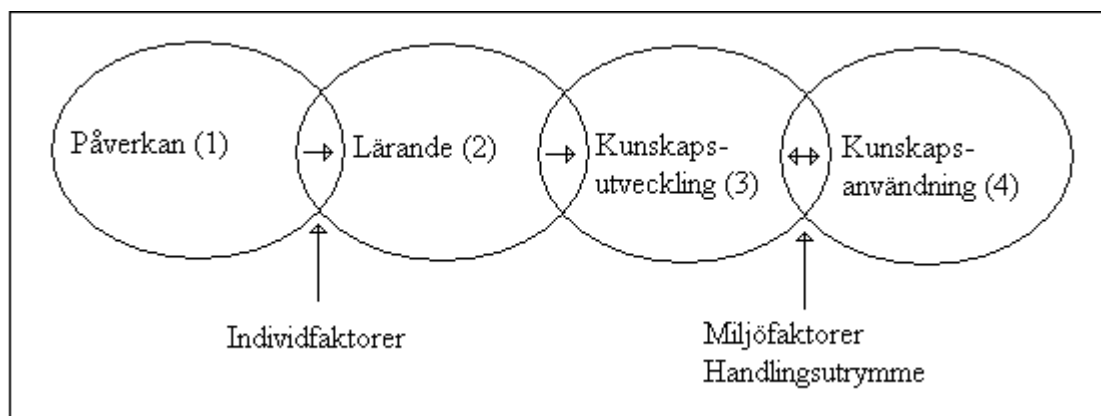 Påverkan (1)
Lärande (2)
Kunskaps-
utveckling (3)
Kunskaps-
användning (4)
Individfaktorer
Miljöfaktorer
Handlingsutrymme